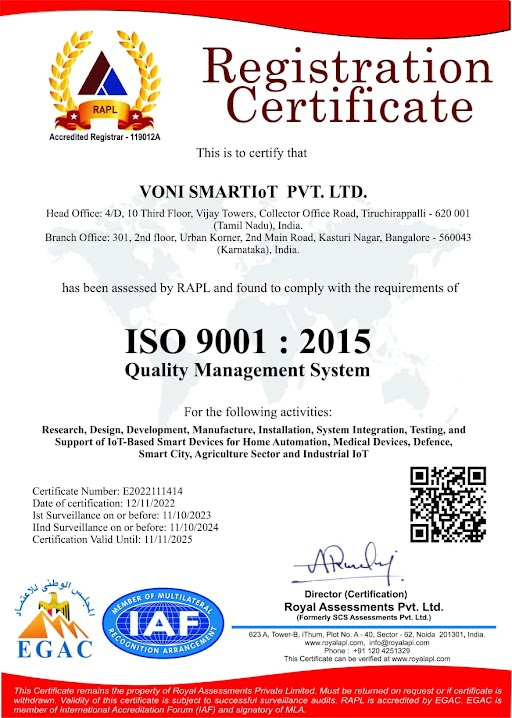 RAPL
Accredited Registrar - 119012A
Registration
Certificate
This is to certify that
VONI SMARTIoT PVT. LTD.
Head Office: 4/D, 10 Third Floor, Vijay Towers, Collector Office Road, Tiruchirappalli - 620 001
(Tamil Nadu), India.
Branch Office: 301, 2nd floor, Urban Korner, 2nd Main Road, Kasturi Nagar, Bangalore - 560043
(Karnataka), India.
has been assessed by RAPL and found to comply with the requirements of
ISO 9001 : 2015
Quality Management System
For the following activities:
Research, Design, Development, Manufacture, Installation, System Integration, Testing, and
Support of IoT-Based Smart Devices for Home Automation, Medical Devices, Defence,
Smart City, Agriculture Sector and Industrial IoT
Certificate Number: E2022111414
Date of certification: 12/11/2022
Ist Surveillance on or before: 11/10/2023
IInd Surveillance on or before: 11/10/2024
Certification Valid Until: 11/11/2025
Director (Certification)
Royal Assessments Pvt. Ltd.
(Formerly SCS Assessments Pvt. Ltd.)
المجلس الوطني للاعتماد
EGAC
MEMBER OF MULTILATERAL
IAF
RECOGNITION ARRANGEMENT
623 A, Tower-B, iThum, Plot No. A - 40, Sector - 62, Noida 201301, India.
www.royalapl.com, info@royalapl.com
Phone : +91 120 4251329
This Certificate can be verified at www.royalapl.com
This Certificate remains the property of Royal Assessments Private Limited. Must be returned on request or if certificate is
withdrawn. Validity of this certificate is subject to successful surveillance audits. RAPL is accredited by EGAC. EGAC is
member of International Accreditation Forum (IAF) and signatory of MLA.